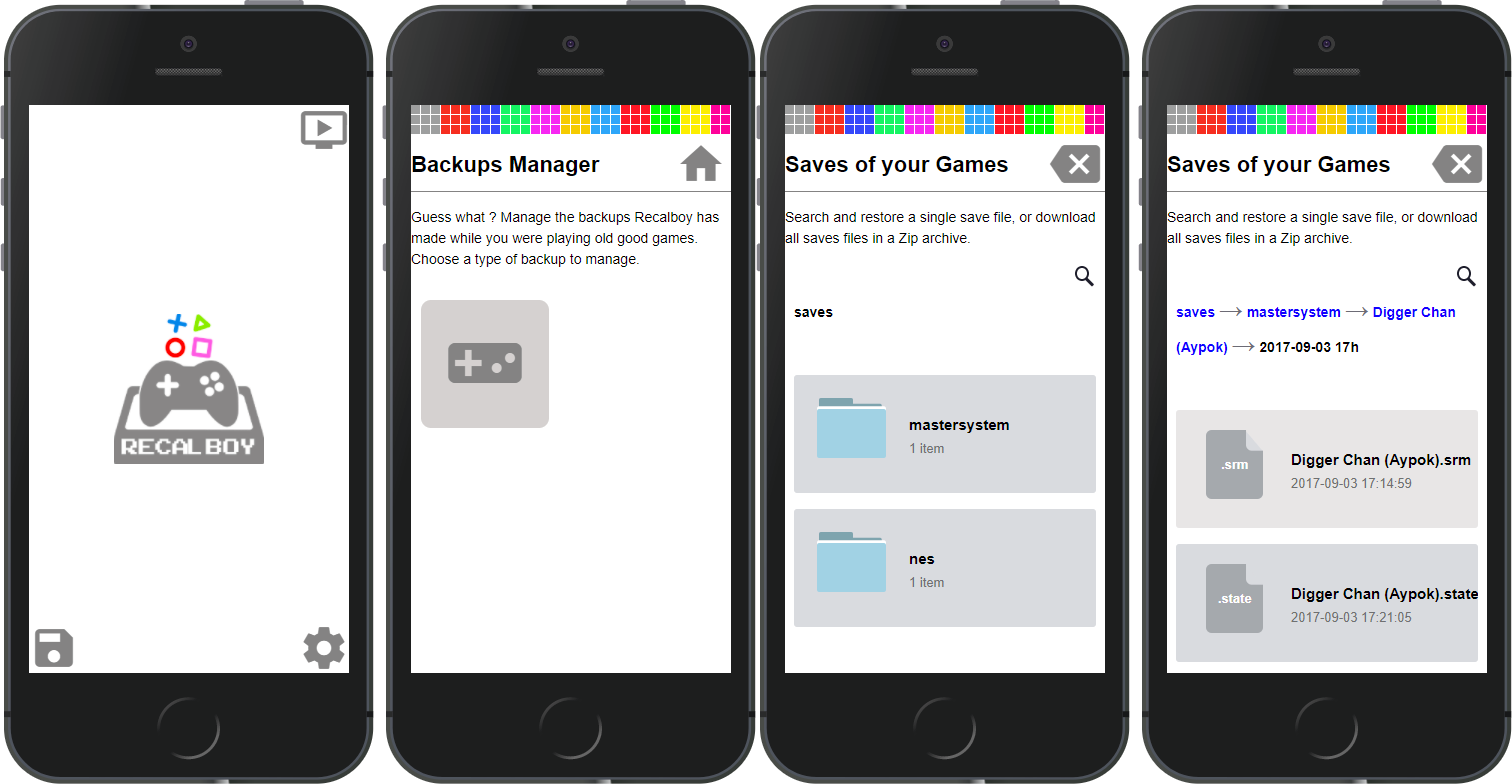 RECALBOY
Backups Manager
Guess what ? Manage the backups Recalboy has
made while you were playing old good games.
Choose a type of backup to manage.
Saves of your Games
Search and restore a single save file, or download
all saves files in a Zip archive.
saves
mastersystem
1 item
nes
1 item
Saves of your Games
Search and restore a single save file, or download
all saves files in a Zip archive.
saves → mastersystem → Digger Chan
(Aypok) → 2017-09-03 17h
.srm
Digger Chan (Aypok).srm
2017-09-03 17:14:59
.state
Digger Chan (Aypok).state
2017-09-03 17:21:05